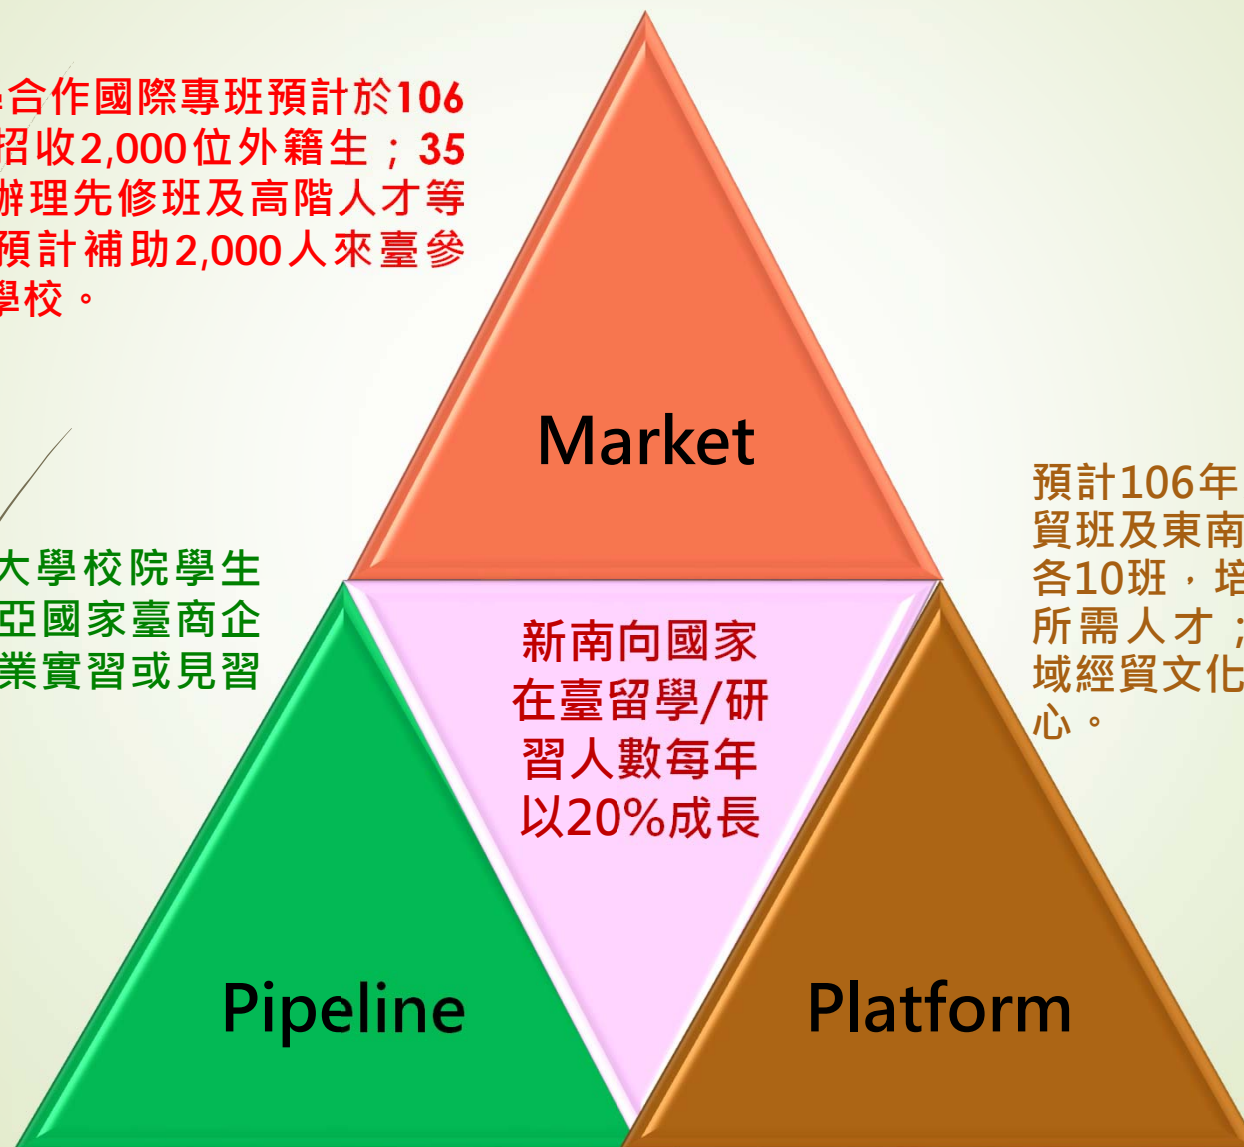 合作國際專班預計於106
招收2,000位外籍生；35
辦理先修班及高階人才等
預計補助2,000人來臺參
學校。
Market
大學校院學生
亞國家臺商企
業實習或見習
新南向國家
在臺留學/研
習人數每年
以20%成長
預計106年
貿班及東南
各10班，培
所需人才；
域經貿文化
心。
Pipeline
Platform